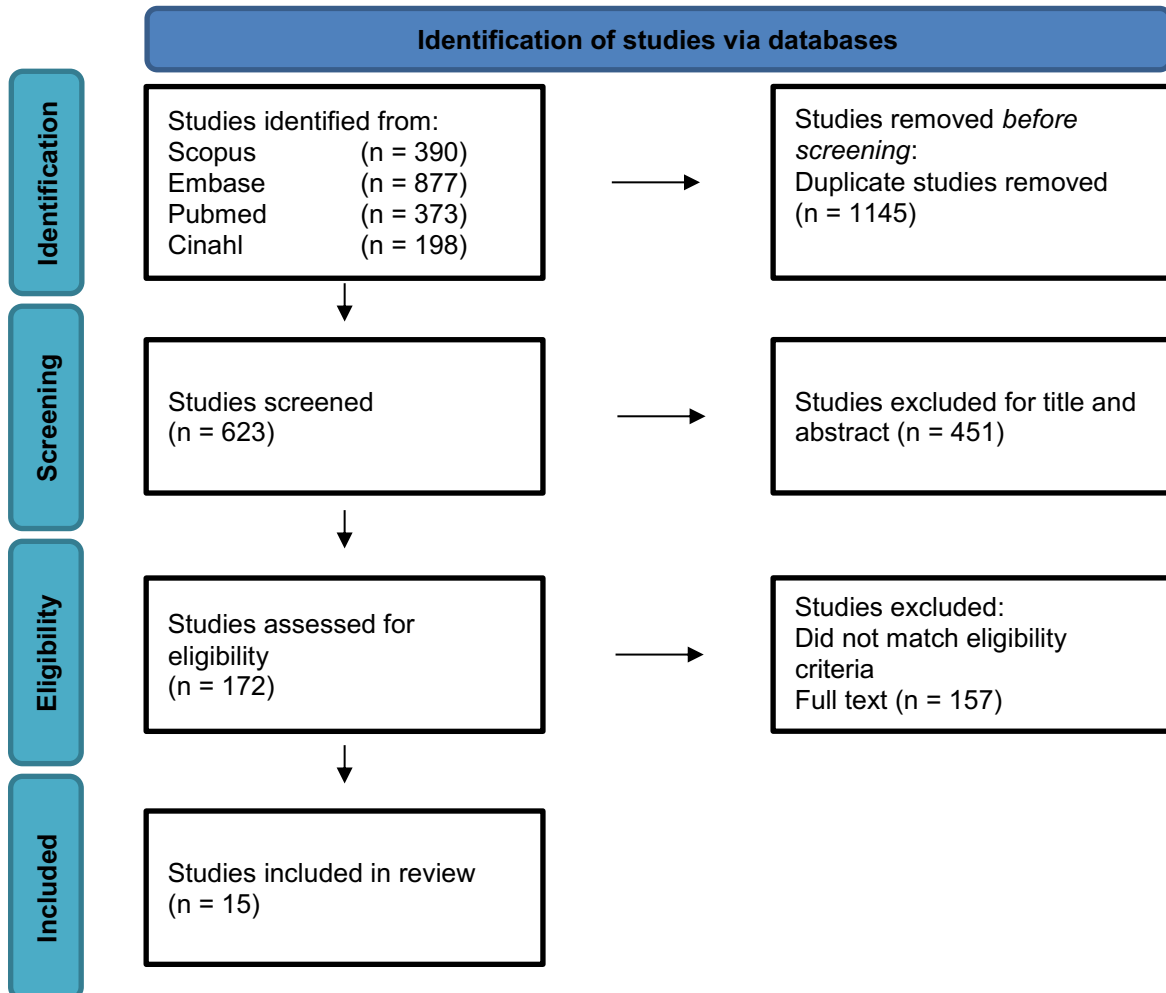 Identification of studies via databases
Identification
Studies identified from:
Scopus (n = 390)
Embase (n = 877)
Pubmed (n = 373)
Cinahl (n = 198)
Studies removed before
screening:
Duplicate studies removed
(n = 1145)
Screening
Studies screened
(n = 623)
Studies excluded for title and
abstract (n = 451)
Eligibility
Studies assessed for
eligibility
(n = 172)
Studies excluded:
Did not match eligibility
criteria
Full text (n = 157)
Included
Studies included in review
(n = 15)